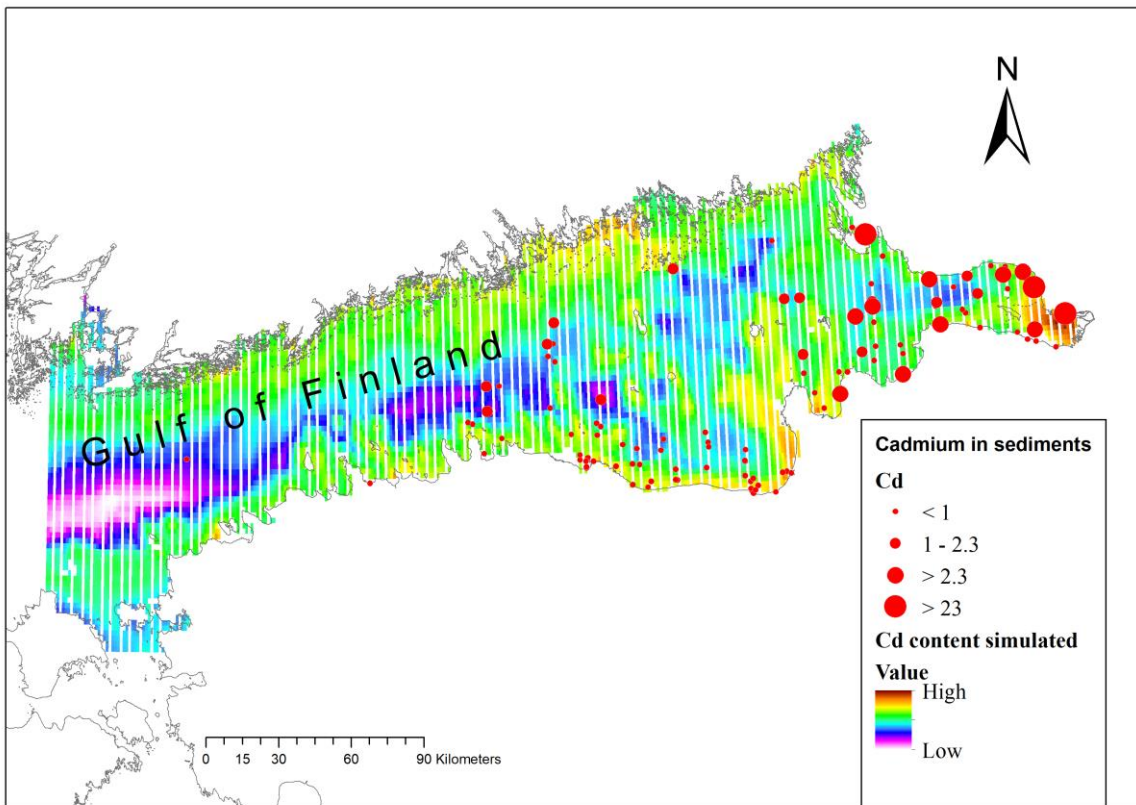 N
Gulf of Finland
Cadmium in sediments
Cd
< 1
1 - 2.3
> 2.3
> 23
Cd content simulated
Value
High
Low
0 15 30 60 90 Kilometers